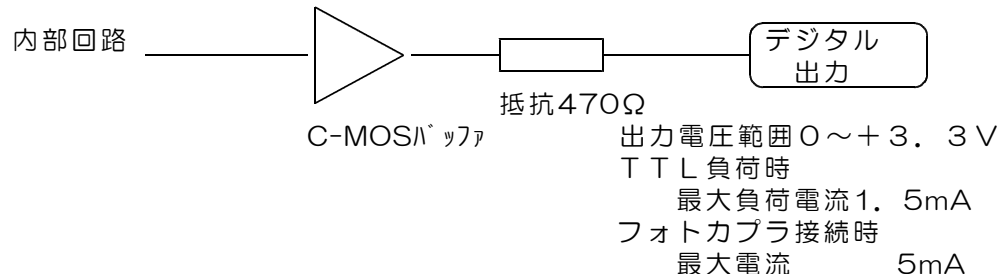 内部回路
デジタル
出力
抵抗470Ω
C-MOSﾊﾞｯﾌｧ
出力電圧範囲０～＋３．３Ｖ
ＴＴＬ負荷時
最大負荷電流1．5mA
フォトカプラ接続時
最大電流　　　5mA